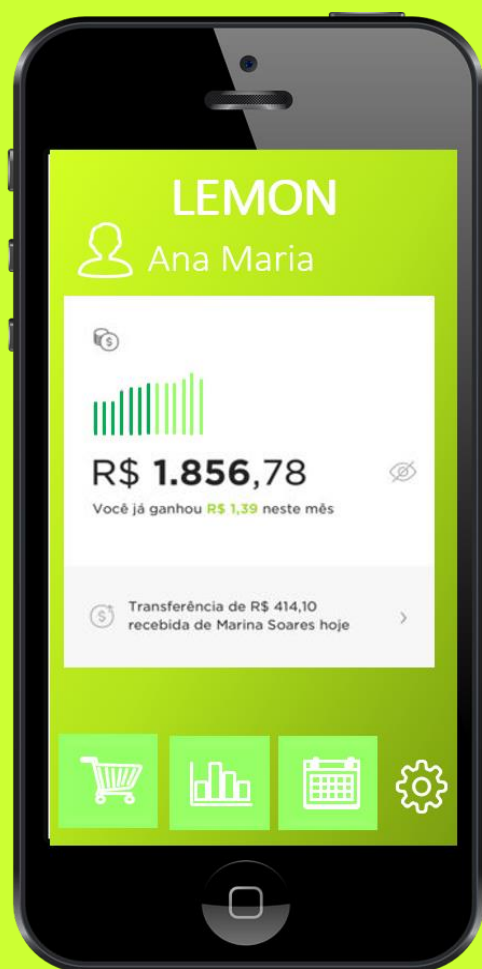 LEMON
Ana Maria
R$ 1.856,78
Você já ganhou R$ 1,39 neste mês
Transferência de R$ 414,10
recebida de Marina Soares hoje